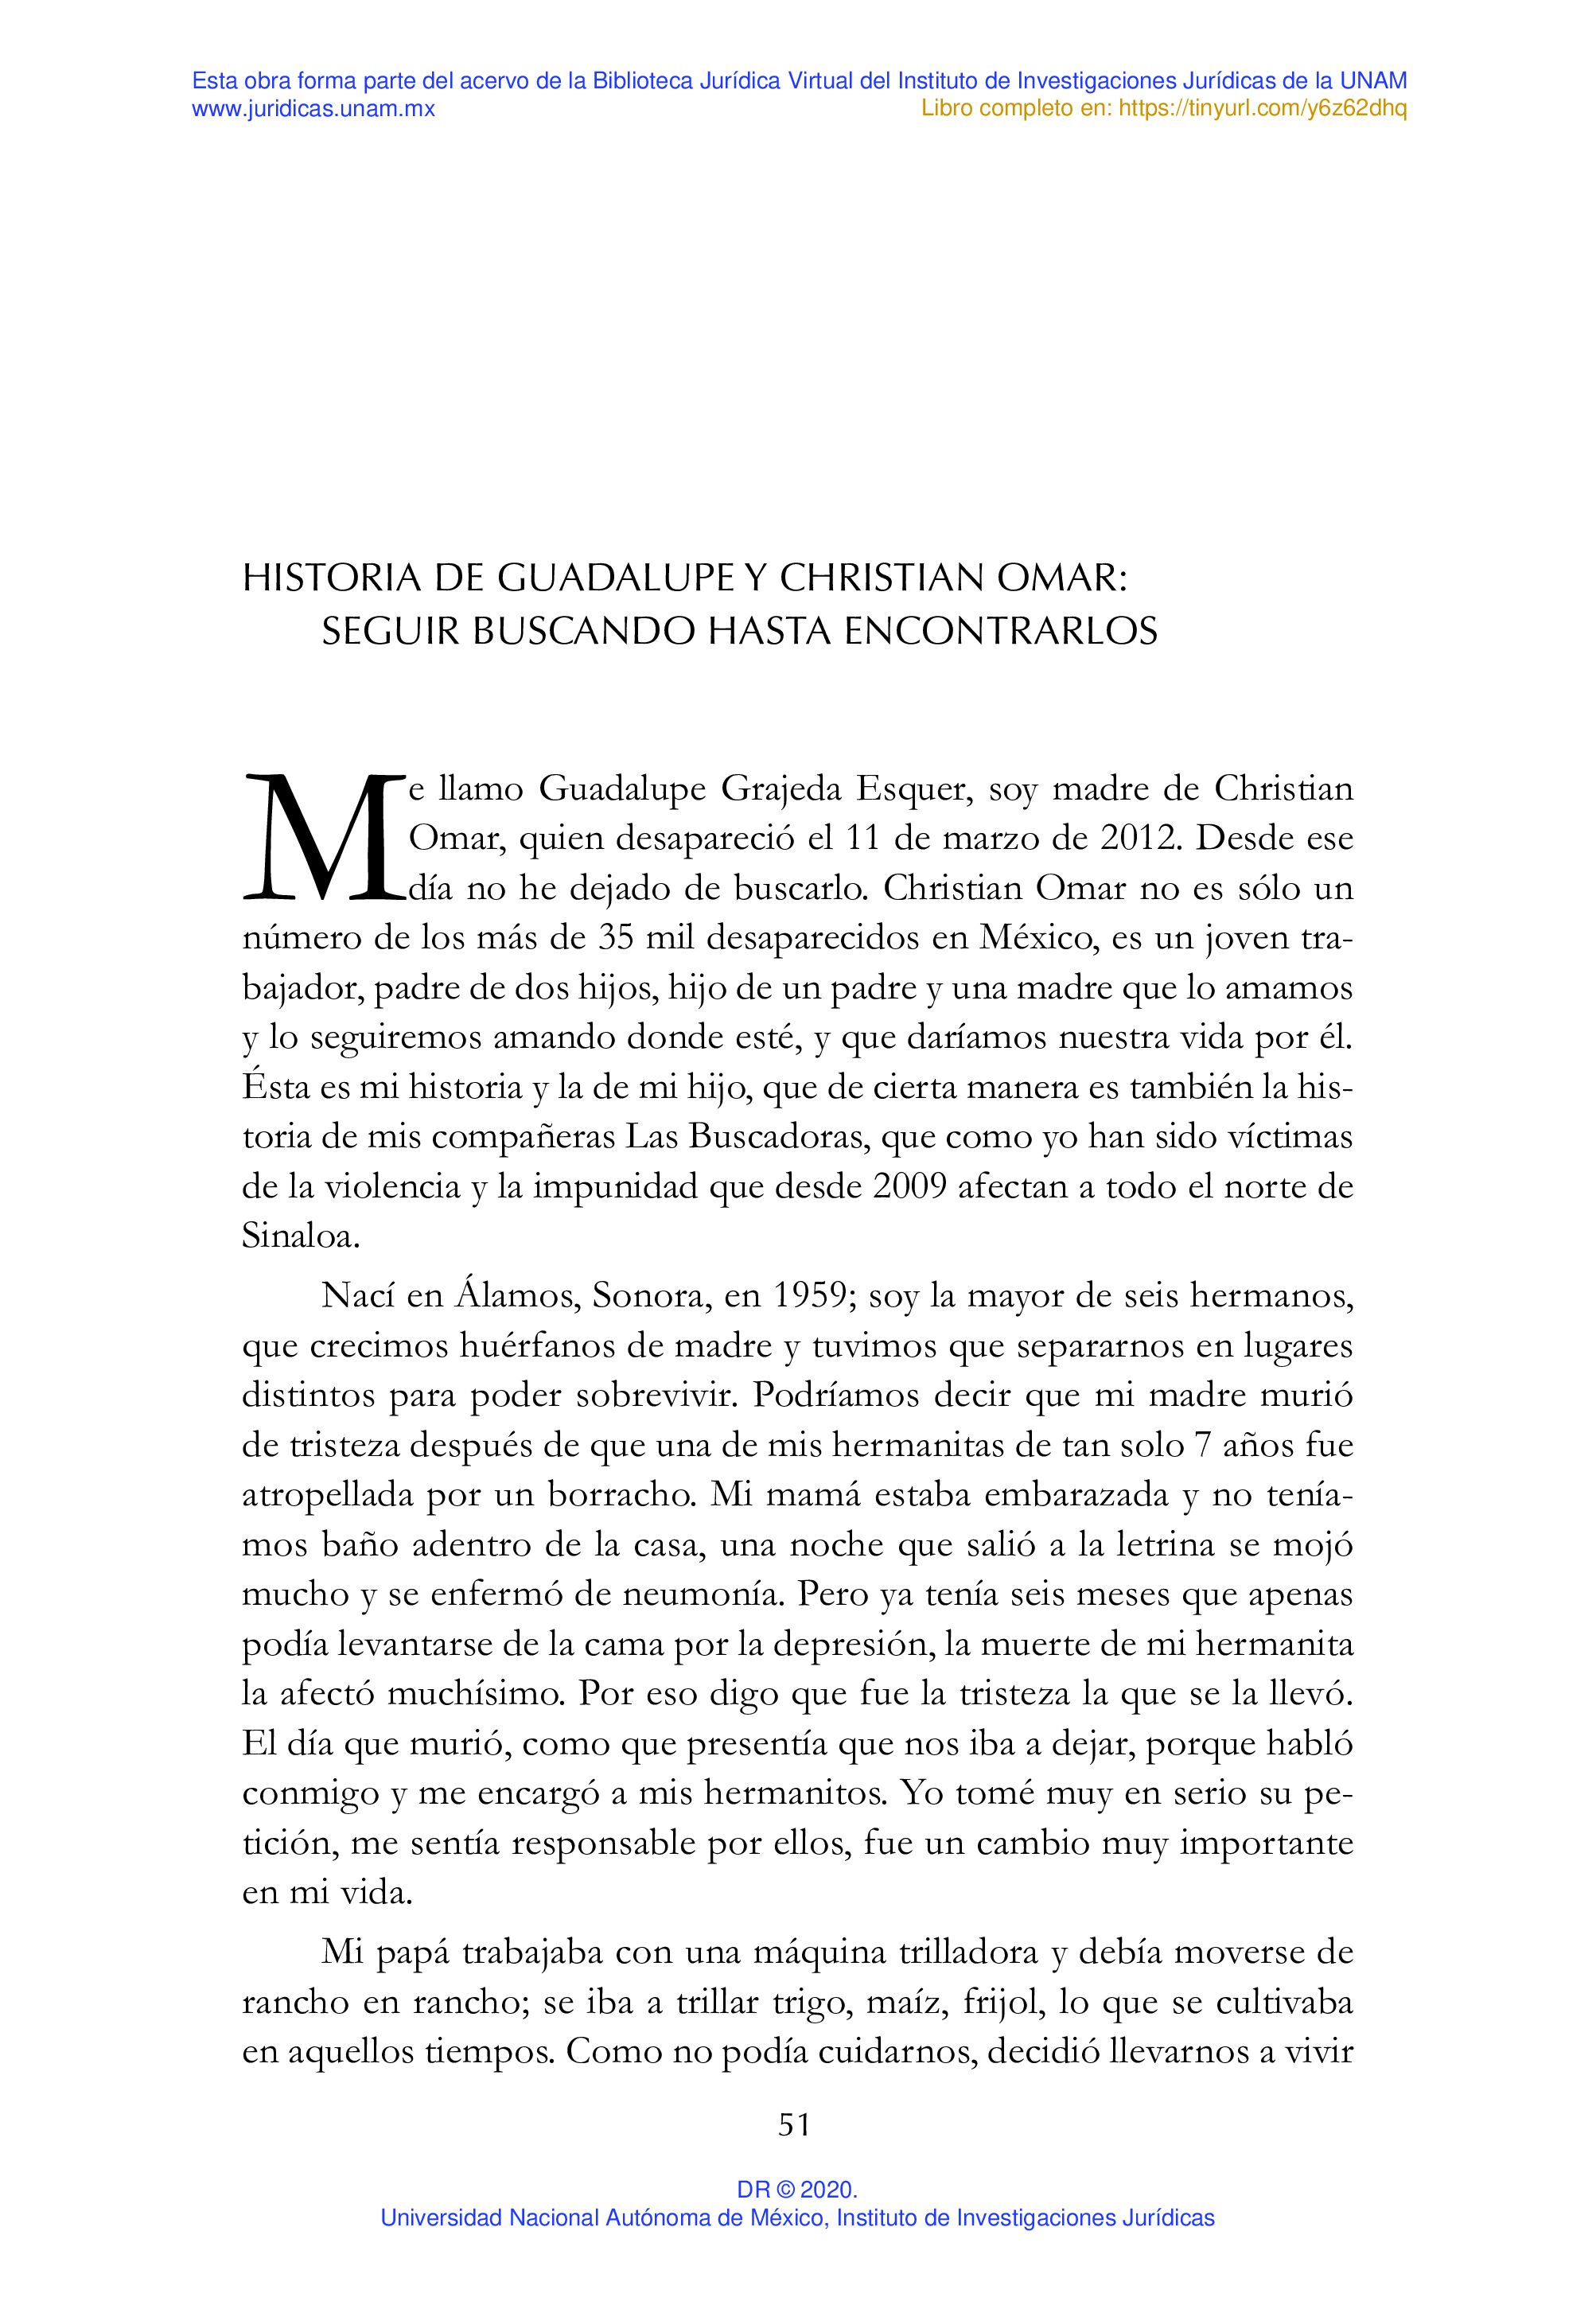 Esta obra forma parte del acervo de la Biblioteca Jurídica Virtual del Instituto de Investigaciones Jurídicas de la UNAM
www.juridicas.unam.mx
Libro completo en: https://tinyurl.com/y6z62dhq
HISTORIA DE GUADALUPE Y CHRISTIAN OMAR:
SEGUIR BUSCANDO HASTA ENCONTRARLOS
Me llamo Guadalupe Grajeda Esquer, soy madre de Christian
Omar, quien desapareció el 11 de marzo de 2012. Desde ese
día no he dejado de buscarlo. Christian Omar no es sólo un
número de los más de 35 mil desaparecidos en México, es un joven tra-
bajador, padre de dos hijos, hijo de un padre y una madre que lo amamos
y lo seguiremos amando donde esté, y que daríamos nuestra vida por él.
Ésta es mi historia y la de mi hijo, que de cierta manera es también la his-
toria de mis compañeras Las Buscadoras, que como yo han sido víctimas
de la violencia y la impunidad que desde 2009 afectan a todo el norte de
Sinaloa.
Nací en Álamos, Sonora, en 1959; soy la mayor de seis hermanos,
que crecimos huérfanos de madre y tuvimos que separarnos en lugares
distintos para poder sobrevivir. Podríamos decir que mi madre murió
de tristeza después de que una de mis hermanitas de tan solo 7 años fue
atropellada por un borracho. Mi mamá estaba embarazada y no tenía-
mos baño adentro de la casa, una noche que salió a la letrina se mojó
mucho y se enfermó de neumonía. Pero ya tenía seis meses que apenas
podía levantarse de la cama por la depresión, la muerte de mi hermanita
la afectó muchísimo. Por eso digo que fue la tristeza la que se la llevó.
El día que murió, como que presentía que nos iba a dejar, porque habló
conmigo y me encargó a mis hermanitos. Yo tomé muy en serio su pe-
tición, me sentía responsable por ellos, fue un cambio muy importante
en mi vida.
Mi papá trabajaba con una máquina trilladora y debía moverse de
rancho en rancho; se iba a trillar trigo, maíz, frijol, lo que se cultivaba
en aquellos tiempos. Como no podía cuidarnos, decidió llevarnos a vivir
51
DR © 2020.
Universidad Nacional Autónoma de México, Instituto de Investigaciones Jurídicas